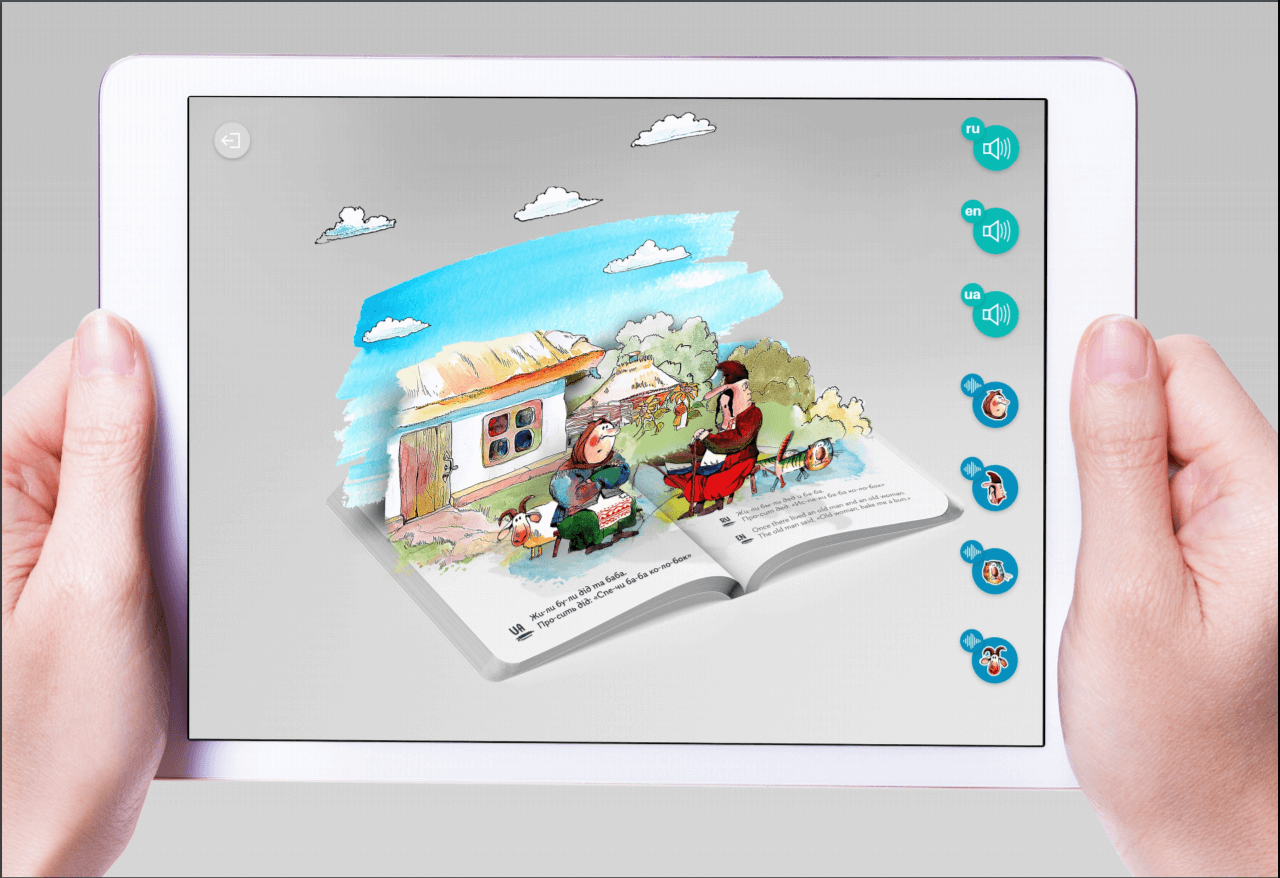 ru
en
ua
UA
Жи-ли бу-ли дід та баба.
Про-сить дід: «Спе-чи ба-ба ко-ло-бок»
RU
Жи-ли бы-ли дед и ба-ба.
Про-сит дед: «Ис-пе-ки ба-ба ко-ло-бок»
EN
Once there lived an old man and an old woman.
The old man said: «Old woman, bake me a bun.»